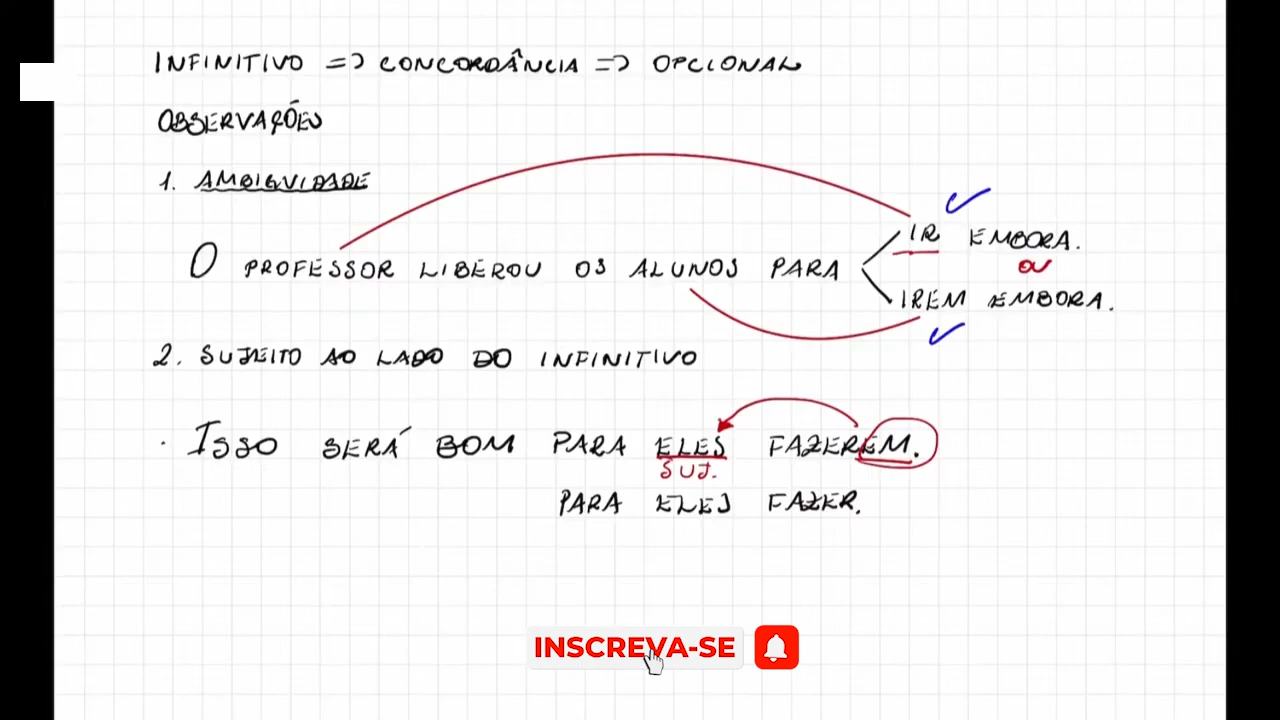 INFINITIVO => CONCORDÂNCIA => OPCIONAL
OBSERVAÇÕES
1. AMBIGUIDADE
IR EMBORA.
O PROFESSOR LIBEROU OS ALUNOS PARA
OU
IREM EMBORA.
2. SUJEITO AO LADO DO INFINITIVO
· ISSO SERÁ BOM PARA ELES FAZEREM.
SUJ.
PARA ELES FAZER.
INSCREVA-SE